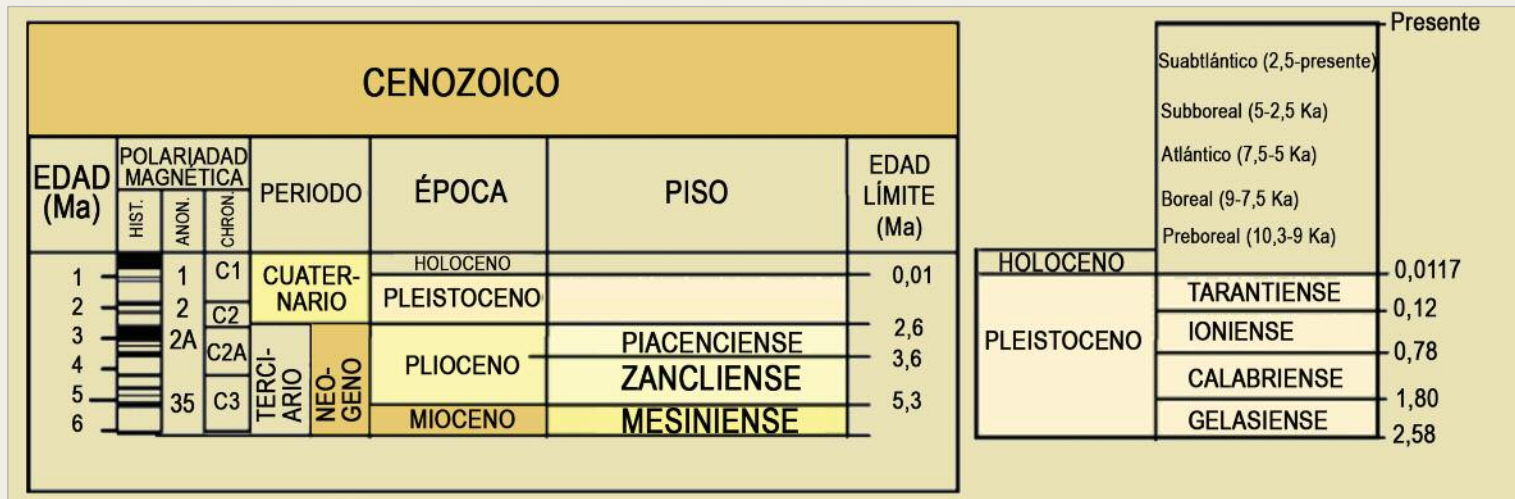 CENOZOICO
EDAD
(Ma)
POLARIADAD
MAGNÉTICA
HIST.
ANON.
CHRON.
PERIODO
ÉPOCA
PISO
EDAD
LÍMITE
(Ma)
1
2
3
4
5
6
1
2
2A
35
C1
C2
C2A
C3
CUATER-
NARIO
TERCI-
ARIO
NEO-
GENO
HOLOCENO
PLEISTOCENO
PLIOCENO
MIOCENO
PIACENCIENSE
ZANCLIENSE
MESINIENSE
0,01
2,6
3,6
5,3
Presente
Suabtlántico (2,5-presente)
Subboreal (5-2,5 Ka)
Atlántico (7,5-5 Ka)
Boreal (9-7,5 Ka)
Preboreal (10,3-9 Ka)
HOLOCENO
0,0117
PLEISTOCENO
TARANTIENSE
0,12
IONIENSE
0,78
CALABRIENSE
1,80
GELASIENSE
2,58